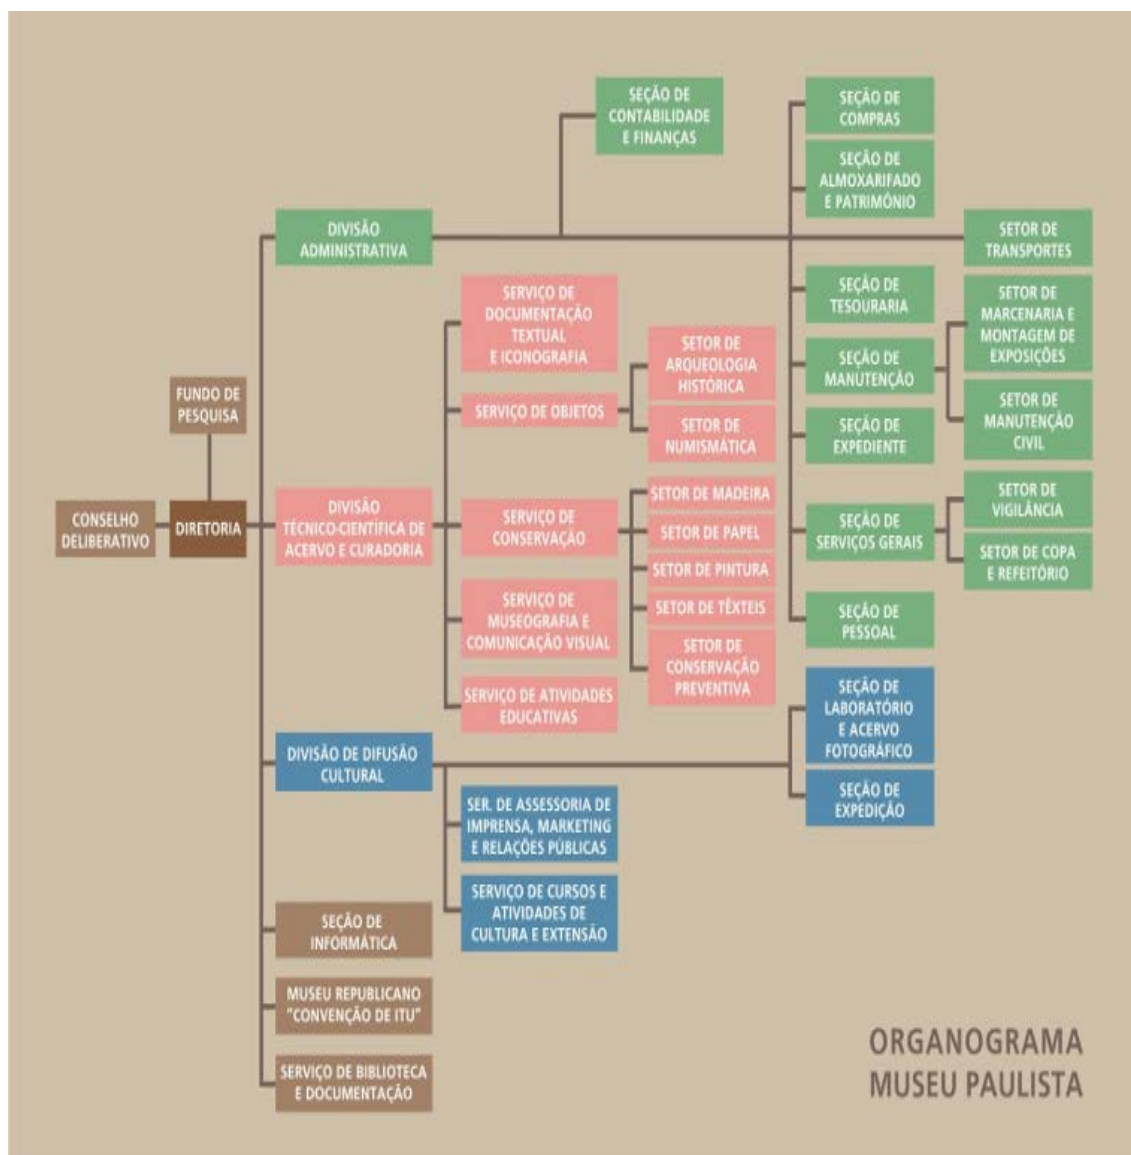 SEÇÃO DE
CONTABILIDADE
E FINANÇAS
SEÇÃO DE
COMPRAS
SEÇÃO DE
ALMOXARIFADO
E PATRIMÔNIO
DIVISÃO
ADMINISTRATIVA
SETOR DE
TRANSPORTES
SERVIÇO DE
DOCUMENTAÇÃO
TEXTUAL
E ICONOGRAFIA
SEÇÃO DE
TESOURARIA
SETOR DE
MARCENARIA E
MONTAGEM DE
EXPOSIÇÕES
SETOR DE
ARQUEOLOGIA
HISTÓRICA
SEÇÃO DE
MANUTENÇÃO
FUNDO DE
PESQUISA
SERVIÇO DE OBJETOS
SETOR DE
NUMISMÁTICA
SEÇÃO DE
EXPEDIENTE
SETOR DE
MANUTENÇÃO
CIVIL
CONSELHO
DELIBERATIVO
DIRETORIA
DIVISÃO
TÉCNICO-CIENTÍFICA DE
ACERVO E CURADORIA
SERVIÇO DE
CONSERVAÇÃO
SETOR DE MADEIRA
SETOR DE PAPEL
SETOR DE PINTURA
SETOR DE TÊXTEIS
SETOR DE
CONSERVAÇÃO
PREVENTIVA
SEÇÃO DE
SERVIÇOS GERAIS
SETOR DE
VIGILÂNCIA
SETOR DE COPA
E REFEITÓRIO
SERVIÇO DE
MUSEOGRAFIA E
COMUNICAÇÃO VISUAL
SEÇÃO DE
PESSOAL
SERVIÇO DE ATIVIDADES
EDUCATIVAS
SEÇÃO DE
LABORATÓRIO
E ACERVO
FOTOGRÁFICO
DIVISÃO DE DIFUSÃO
CULTURAL
SEÇÃO DE
EXPEDIÇÃO
SER. DE ASSESSORIA DE
IMPRENSA, MARKETING
E RELAÇÕES PÚBLICAS
SERVIÇO DE CURSOS E
ATIVIDADES DE
CULTURA E EXTENSÃO
SEÇÃO DE
INFORMÁTICA
MUSEU REPUBLICANO
"CONVENÇÃO DE ITU"
SERVIÇO DE BIBLIOTECA
E DOCUMENTAÇÃO
ORGANOGRAMA
MUSEU PAULISTA